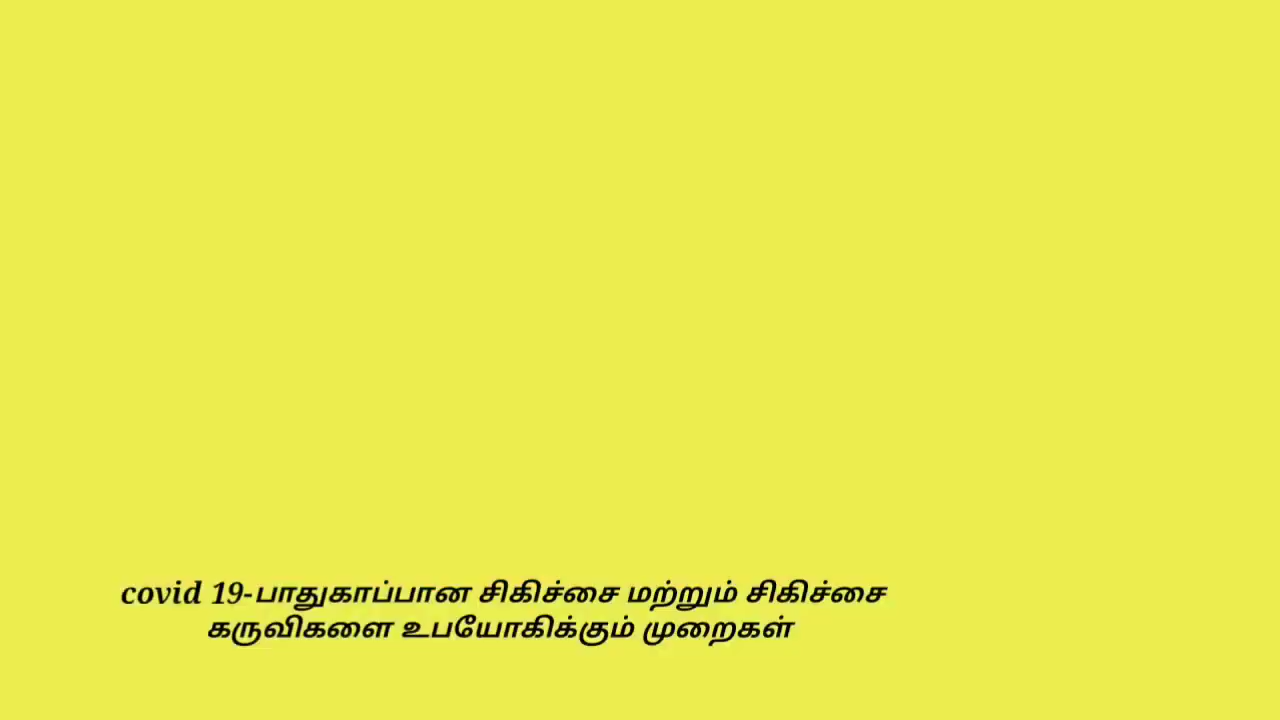 covid 19-பாதுகாப்பான சிகிச்சை மற்றும் சிகிச்சை
கருவிகளை உபயோகிக்கும் முறைகள்